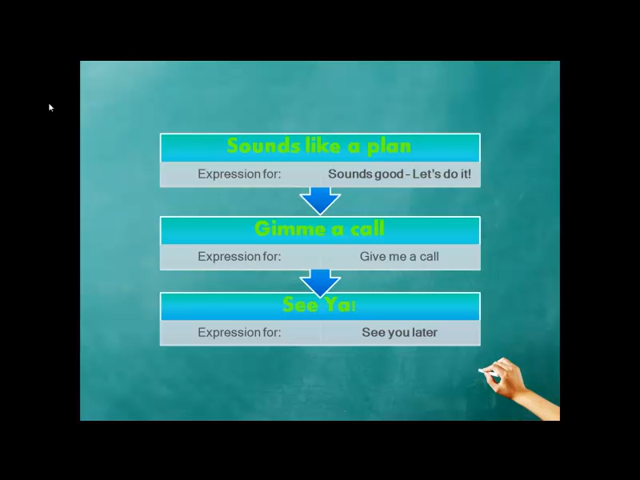 Sounds like a plan
Expression for: Sounds good - Let's do it!
Gimme a call
Expression for: Give me a call
See Ya!
Expression for: See you later